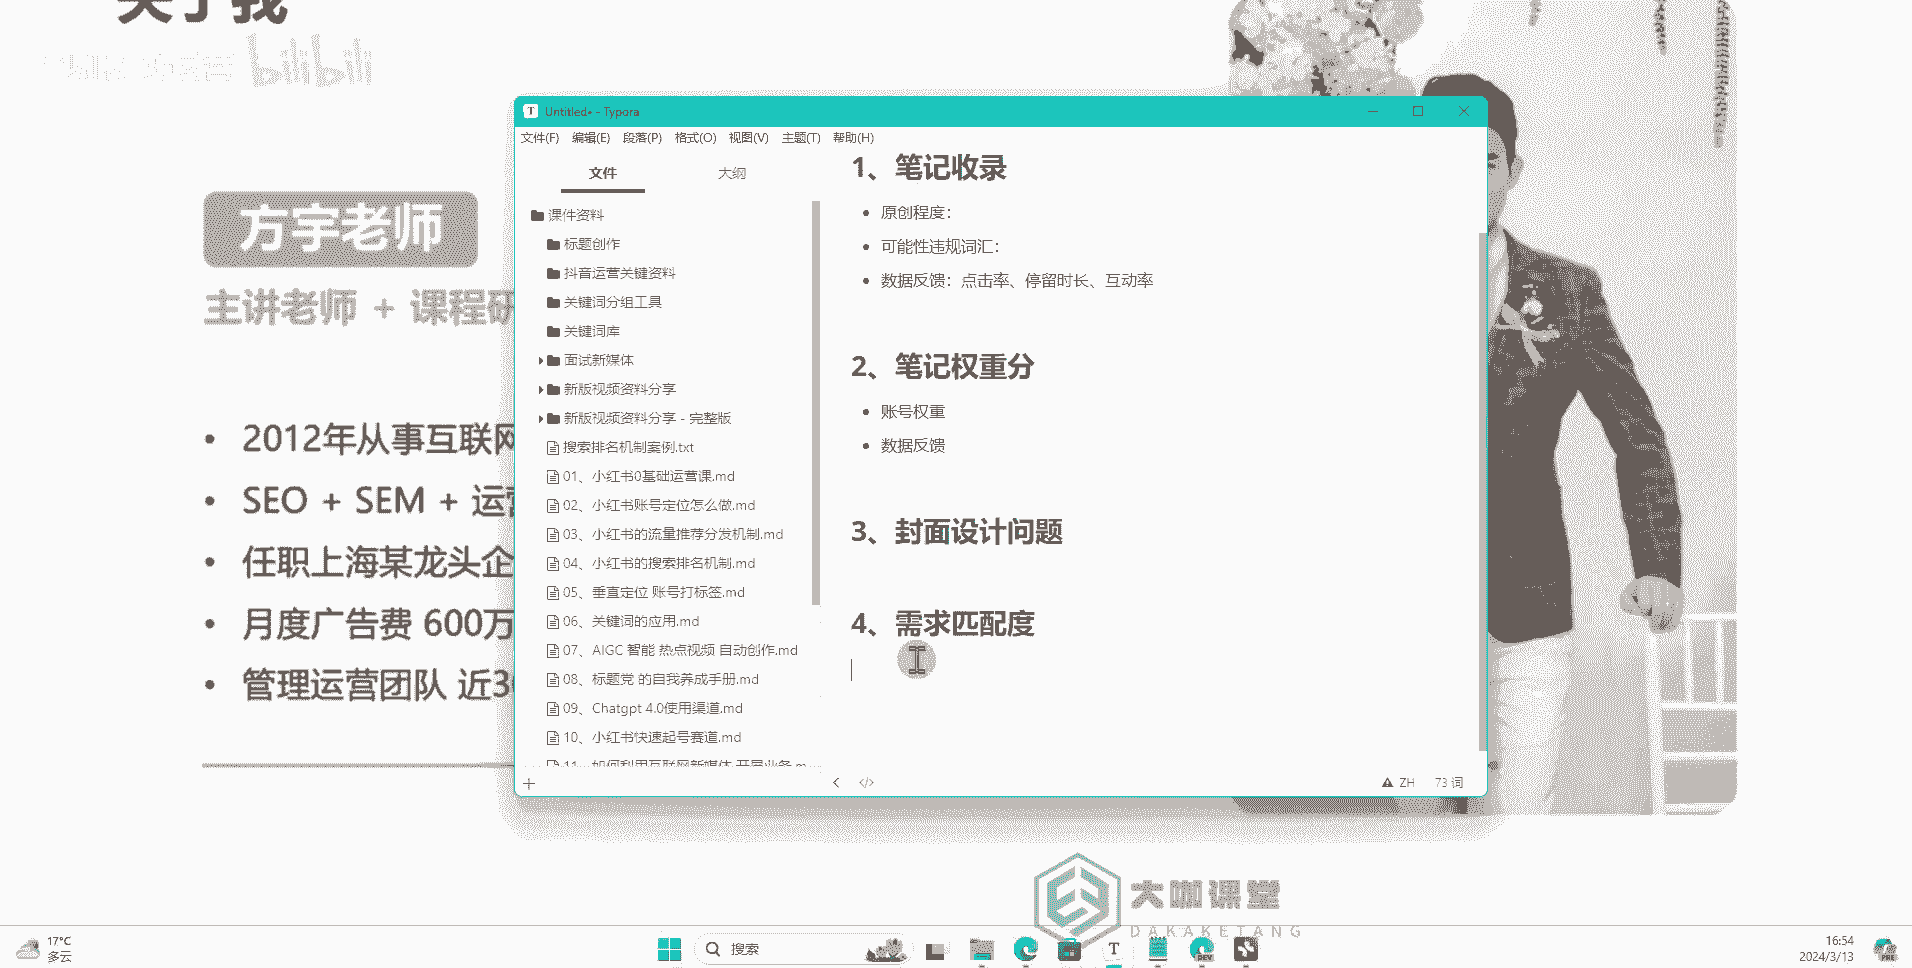 关于我
bilibili
方宇老师
主讲老师 + 课程研
• 2012年从事互联网
• SEO + SEM + 运营
• 任职上海某龙头企
• 月度广告费 600万
• 管理运营团队 近30
Untitled• - Typora
文件(F) 编辑(E) 段落(P) 格式(O) 视图(V) 主题(T) 帮助(H)
文件 大纲
课件资料
标题创作
抖音运营关键资料
关键词分组工具
关键词库
面试新媒体
新版视频资料分享
新版视频资料分享 - 完整版
搜索排名机制案例.txt
01、小红书0基础运营课.md
02、小红书账号定位怎么做.md
03、小红书的流量推荐分发机制.md
04、小红书的搜索排名机制.md
05、垂直定位 账号打标签.md
06、关键词的应用.md
07、AIGC 智能 热点视频 自动创作.md
08、标题党 的自我养成手册.md
09、Chatgpt 4.0使用渠道.md
10、小红书快速起号赛道.md
11、如何利用互联网新媒体 开展业务.m...
1、笔记收录
• 原创程度：
• 可能性违规词汇：
• 数据反馈：点击率、停留时长、互动率
2、笔记权重分
• 账号权重
• 数据反馈
3、封面设计问题
4、需求匹配度
ZH 73 词
大咖课堂
DAKAKETANG
17°C
多云
搜索
16:54
2024/3/13